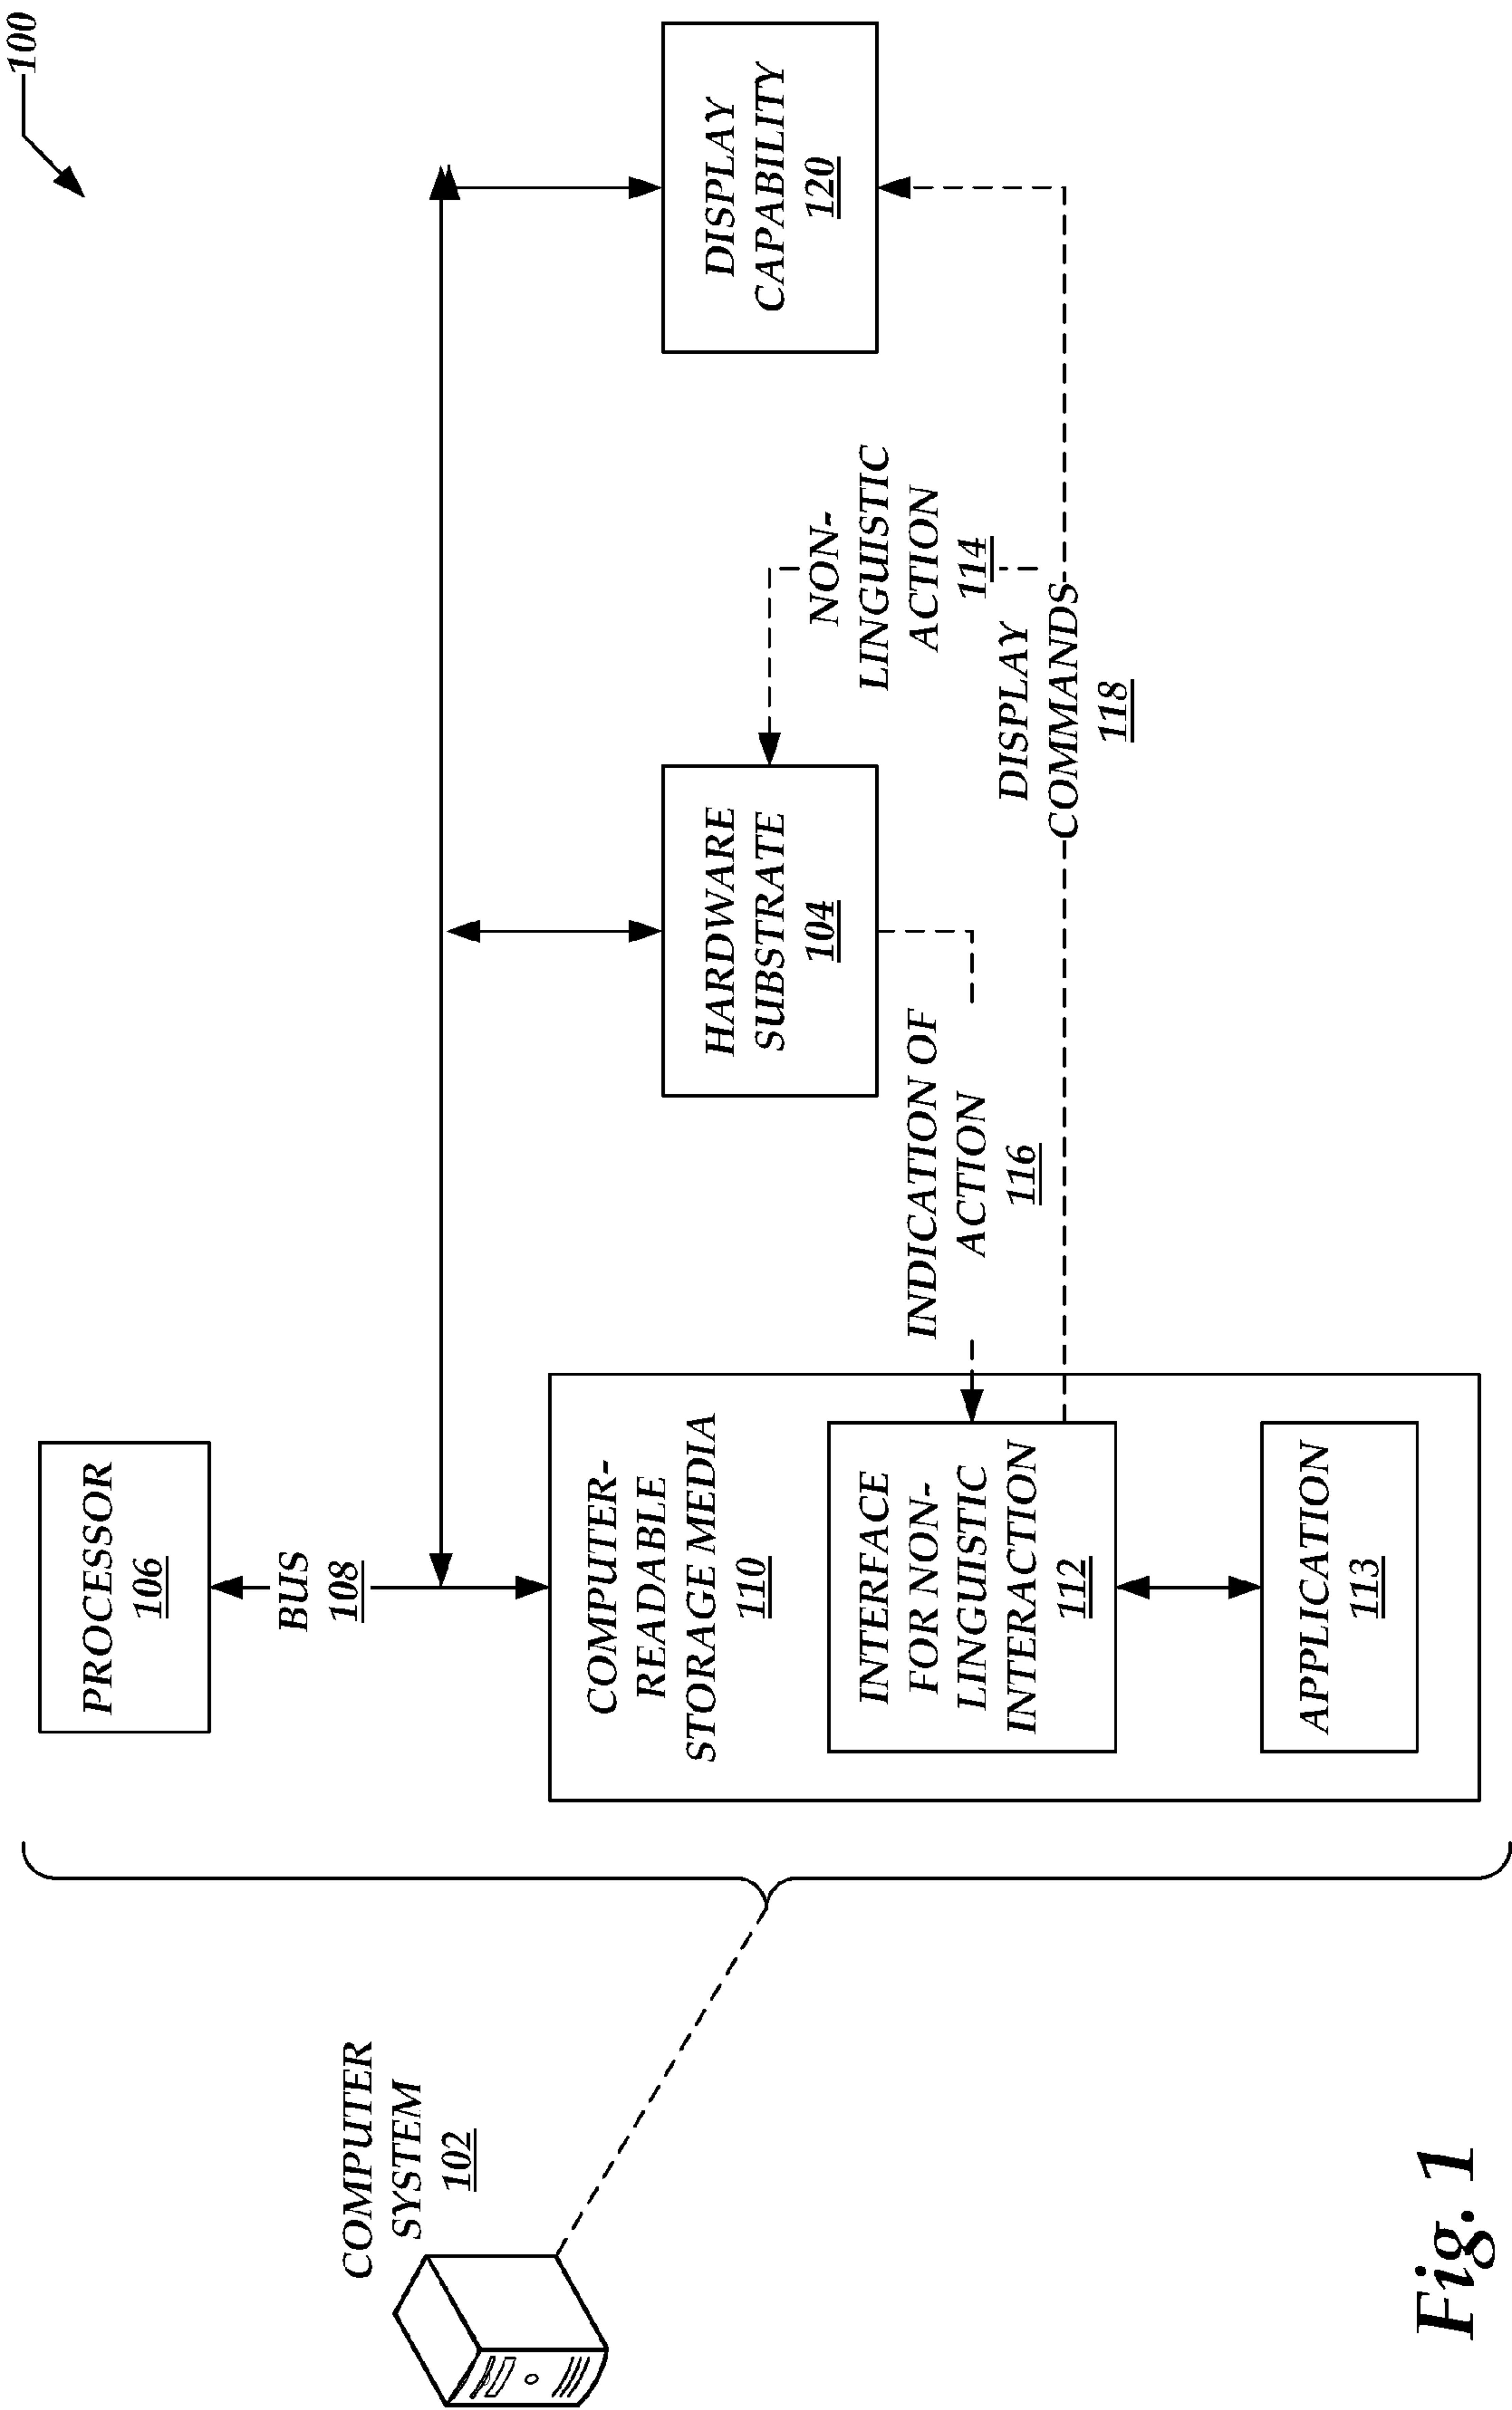 100
COMPUTER
SYSTEM
102
PROCESSOR
106
BUS
108
COMPUTER-
READABLE
STORAGE MEDIA
110
INTERFACE
FOR NON-
LINGUISTIC
INTERACTION
112
APPLICATION
113
HARDWARE
SUBSTRATE
104
DISPLAY
CAPABILITY
120
NON-
LINGUISTIC
ACTION
114
INDICATION OF
ACTION
116
DISPLAY
COMMANDS
118
Fig. 1